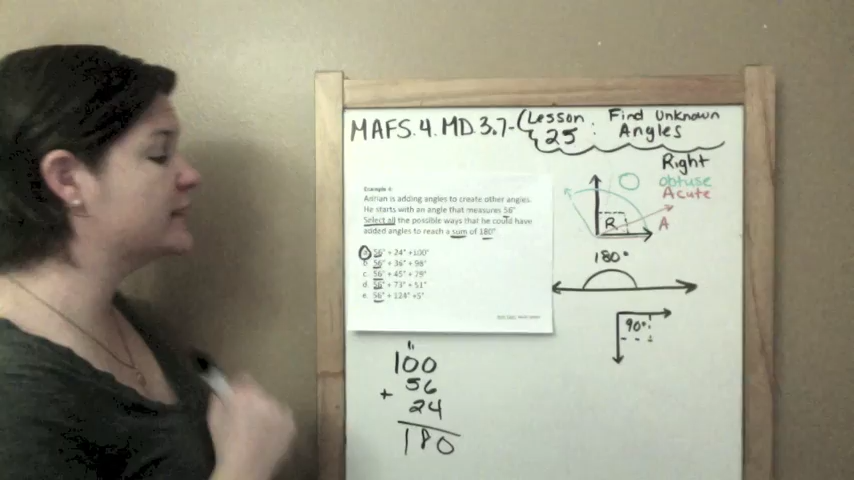 MAFS.4.MD.3.7-
Lesson 25: Find Unknown Angles
Right
obtuse
Acute
O
R
A
180°
90°
Example 4:
Adrian is adding angles to create other angles.
He starts with an angle that measures 56°
Select all the possible ways that he could have
added angles to reach a sum of 180°
56° + 24° +100°
b. 56° + 36° + 98°
c. 56° + 45° + 79°
d. 56° + 73° + 51°
e. 56° + 124° +5°
100
56
+ 24
180